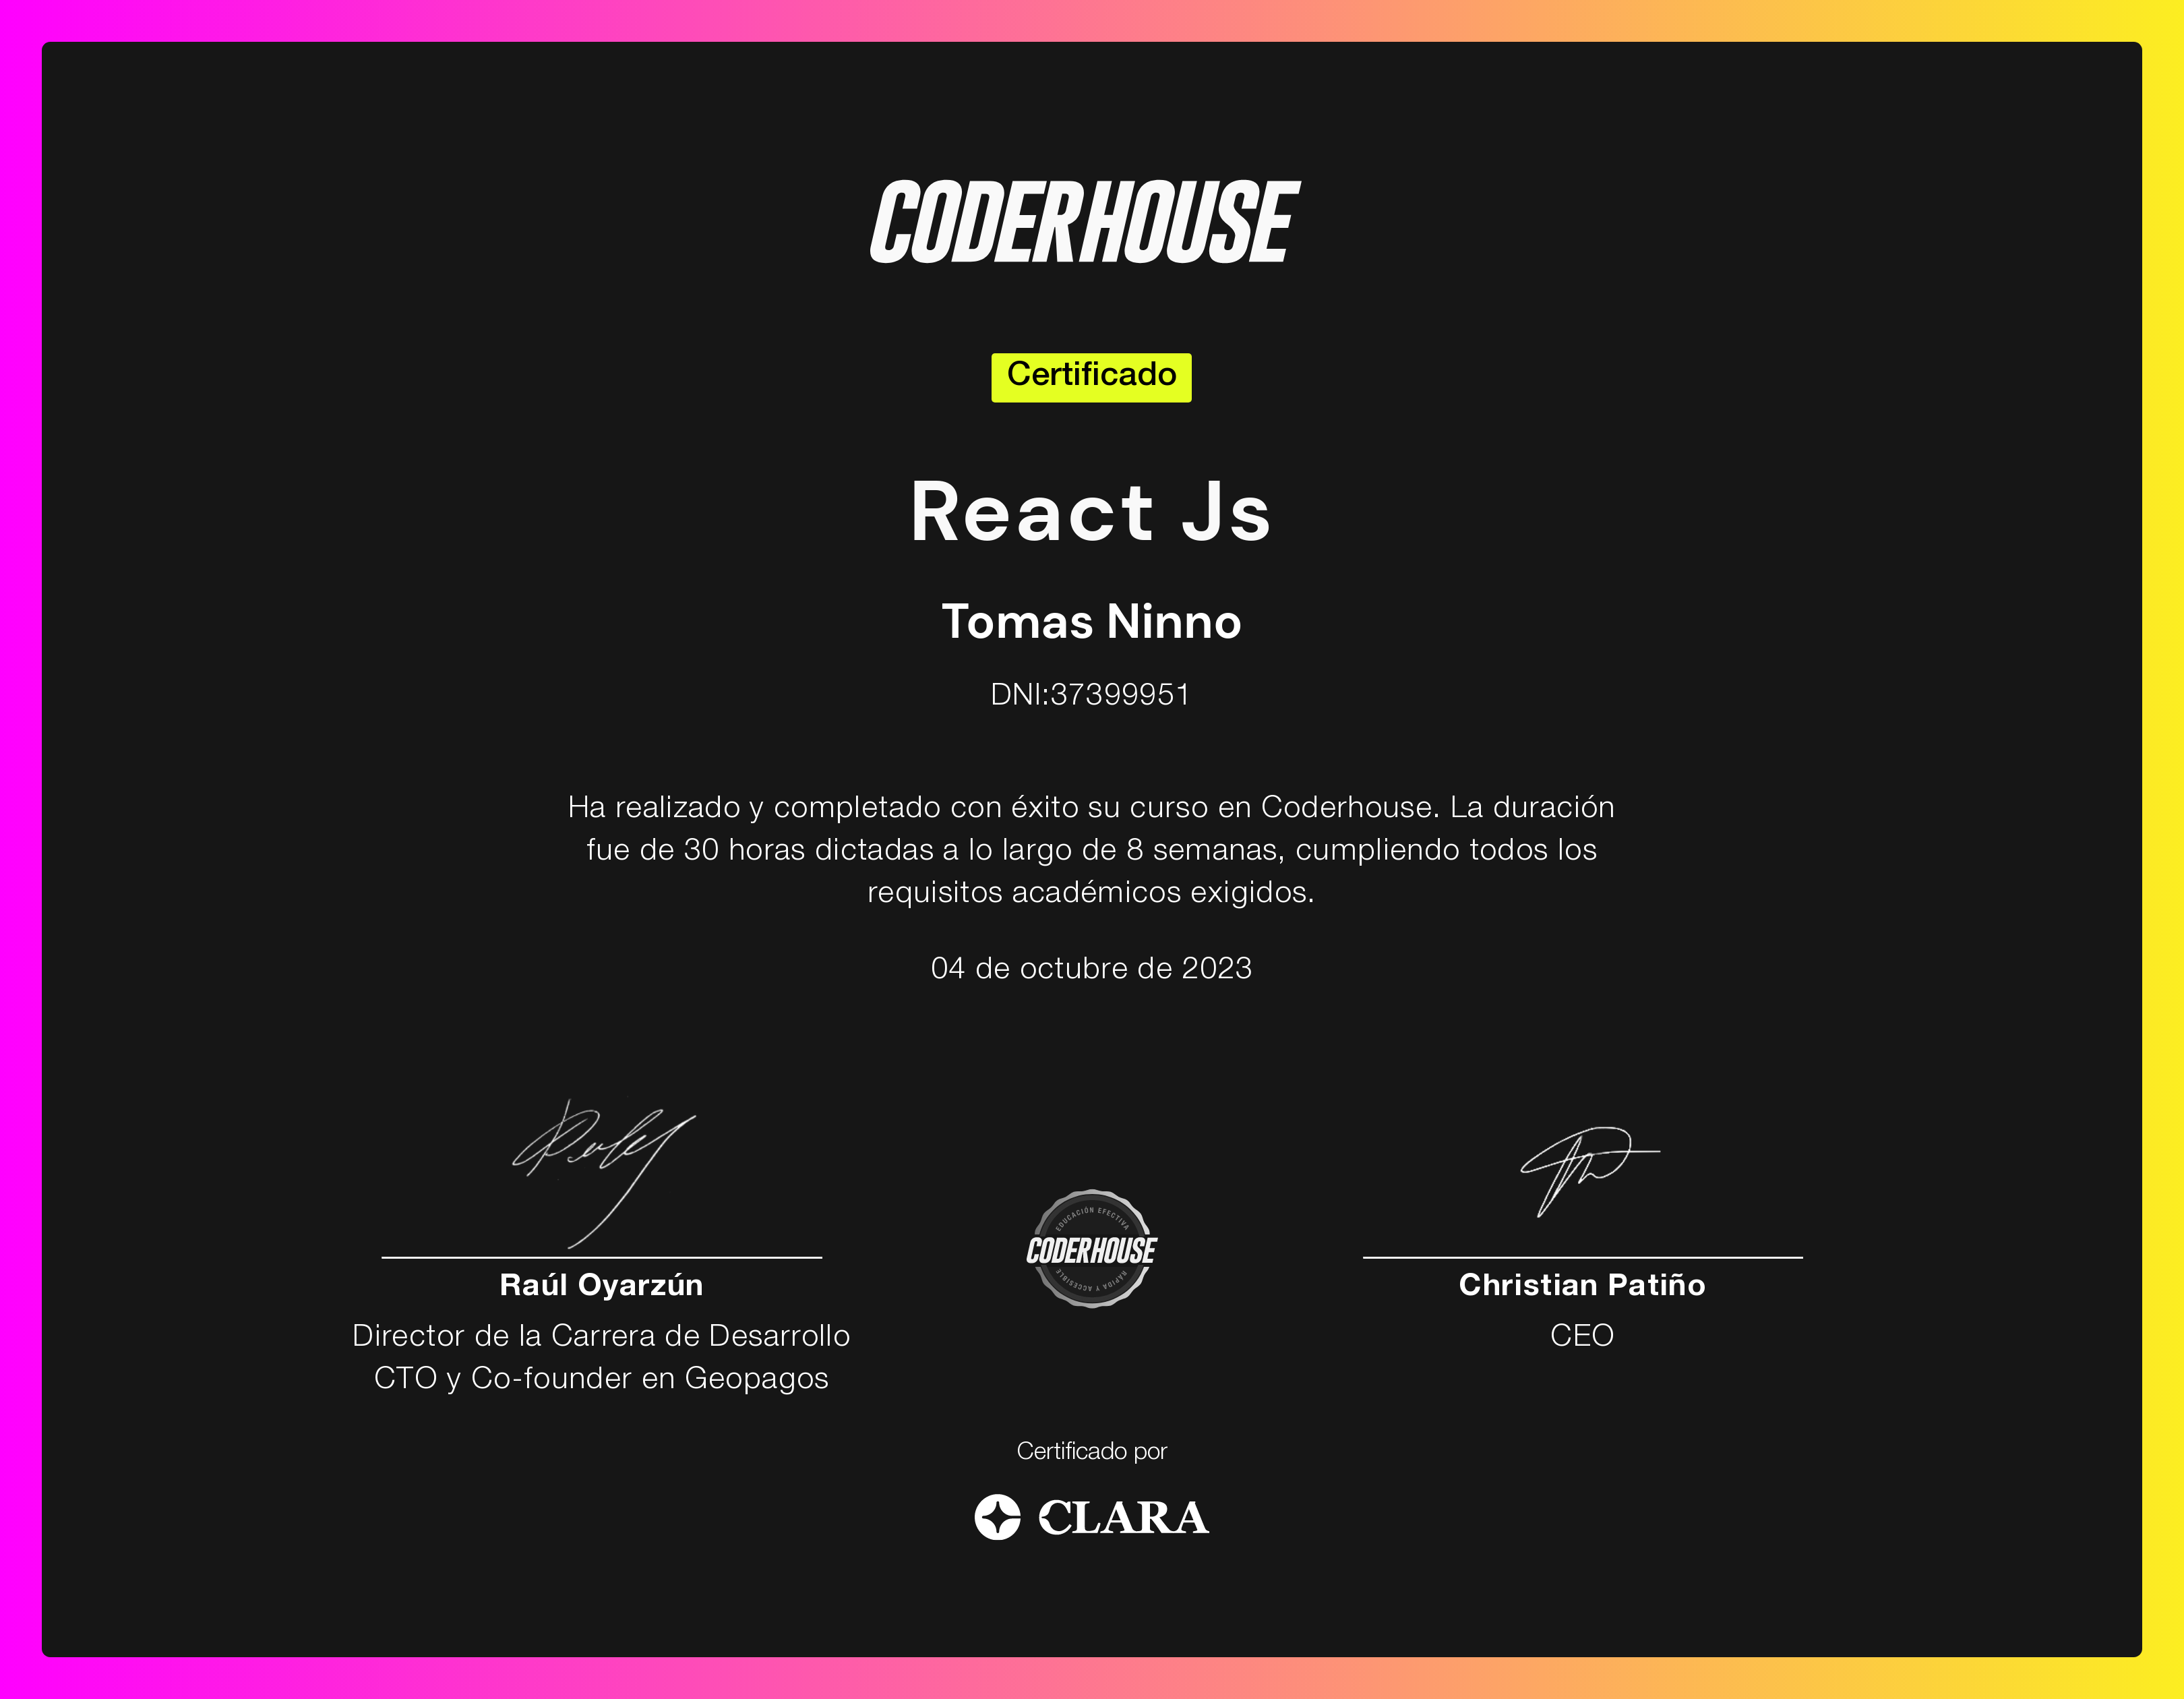 CODERHOUSE
Certificado
React Js
Tomas Ninno
DNI:37399951
Ha realizado y completado con éxito su curso en Coderhouse. La duración
fue de 30 horas dictadas a lo largo de 8 semanas, cumpliendo todos los
requisitos académicos exigidos.
04 de octubre de 2023
Raúl Oyarzún
Director de la Carrera de Desarrollo
CTO y Co-founder en Geopagos
EDUCACIÓN EFECTIVA
CODERHOUSE
RÁPIDA Y ACCESIBLE
Christian Patiño
CEO
Certificado por
CLARA